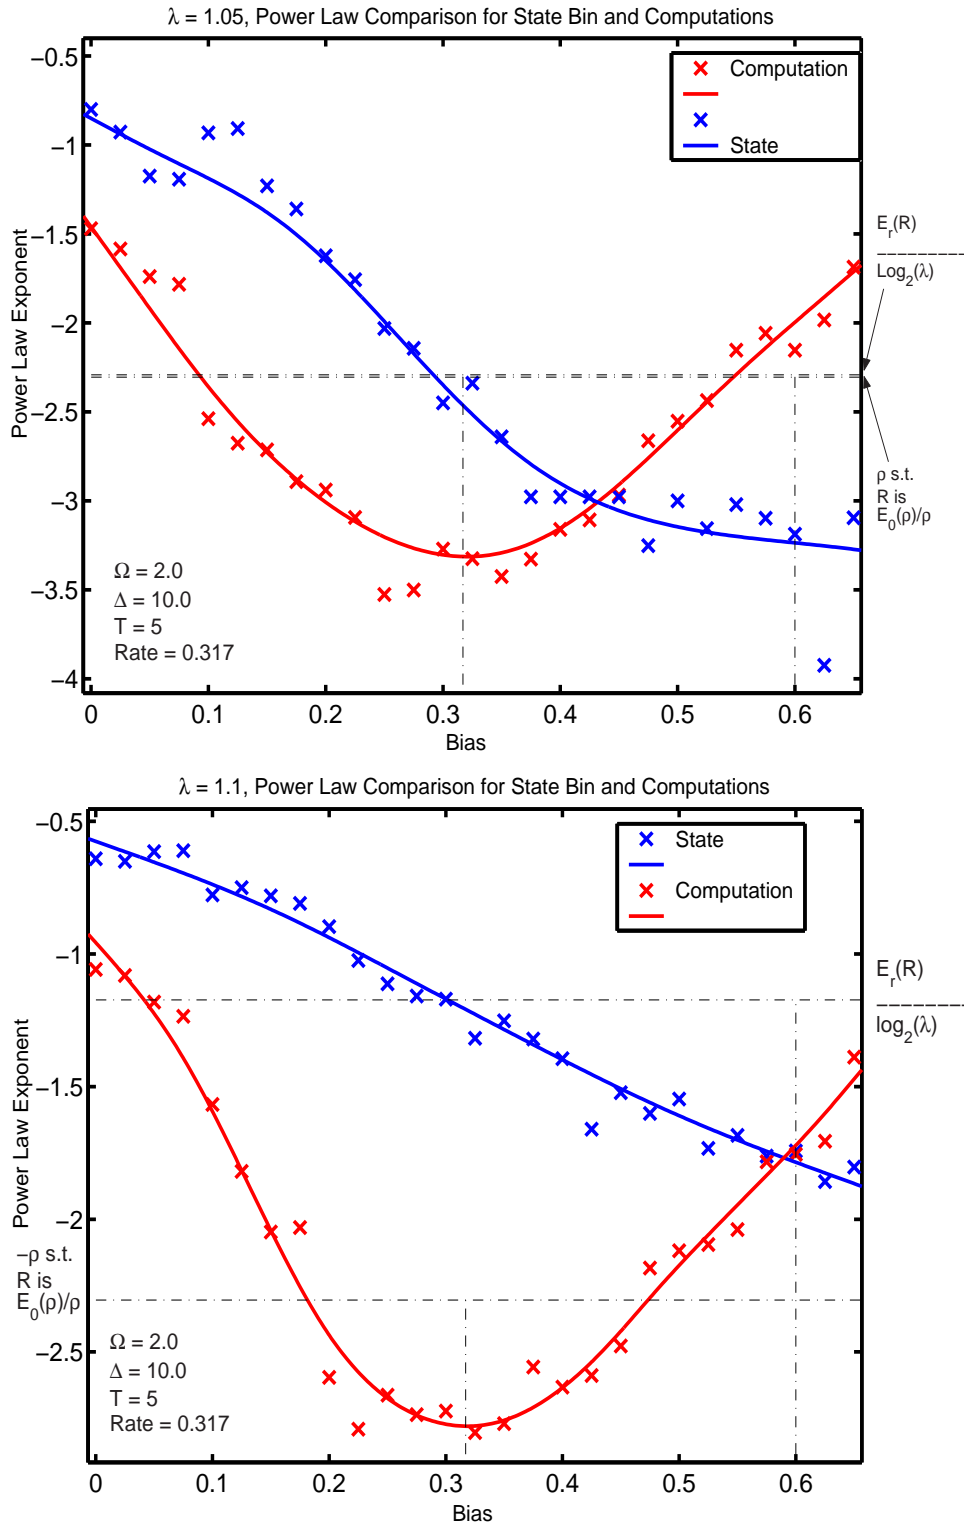 λ = 1.05, Power Law Comparison for State Bin and Computations
Power Law Exponent
−0.5
−1
−1.5
−2
−2.5
−3
−3.5
−4
0 0.1 0.2 0.3 0.4 0.5 0.6
Bias
Computation
State
E_r(R)
Log_2(λ)
ρ s.t.
R is
E_0(ρ)/ρ
Ω = 2.0
Δ = 10.0
T = 5
Rate = 0.317
λ = 1.1, Power Law Comparison for State Bin and Computations
Power Law Exponent
−0.5
−1
−1.5
−2
−2.5
0 0.1 0.2 0.3 0.4 0.5 0.6
Bias
State
Computation
E_r(R)
log_2(λ)
−ρ s.t.
R is
E_0(ρ)/ρ
Ω = 2.0
Δ = 10.0
T = 5
Rate = 0.317